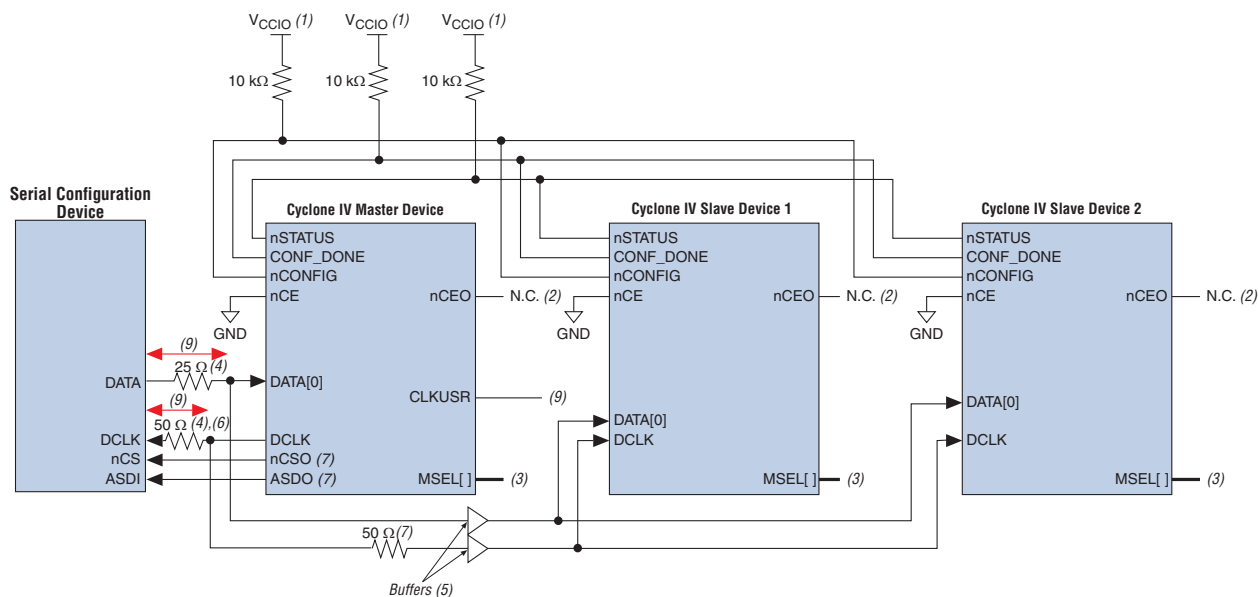 VCCIO (1) VCCIO (1) VCCIO (1)
10 kΩ 10 kΩ 10 kΩ
Serial Configuration
Device
Cyclone IV Master Device
Cyclone IV Slave Device 1
Cyclone IV Slave Device 2
nSTATUS
CONF_DONE
nCONFIG
nCE
nCEO
N.C. (2)
GND
nSTATUS
CONF_DONE
nCONFIG
nCE
nCEO
N.C. (2)
GND
nSTATUS
CONF_DONE
nCONFIG
nCE
nCEO
N.C. (2)
GND
(9)
25 Ω (4)
DATA
DATA[0]
CLKUSR
(9)
(9)
50 Ω (4),(6)
DCLK
nCS
ASDI
DCLK
nCSO (7)
ASDO (7)
MSEL[ ]
(3)
DATA[0]
DCLK
MSEL[ ]
(3)
DATA[0]
DCLK
MSEL[ ]
(3)
50 Ω (7)
Buffers (5)